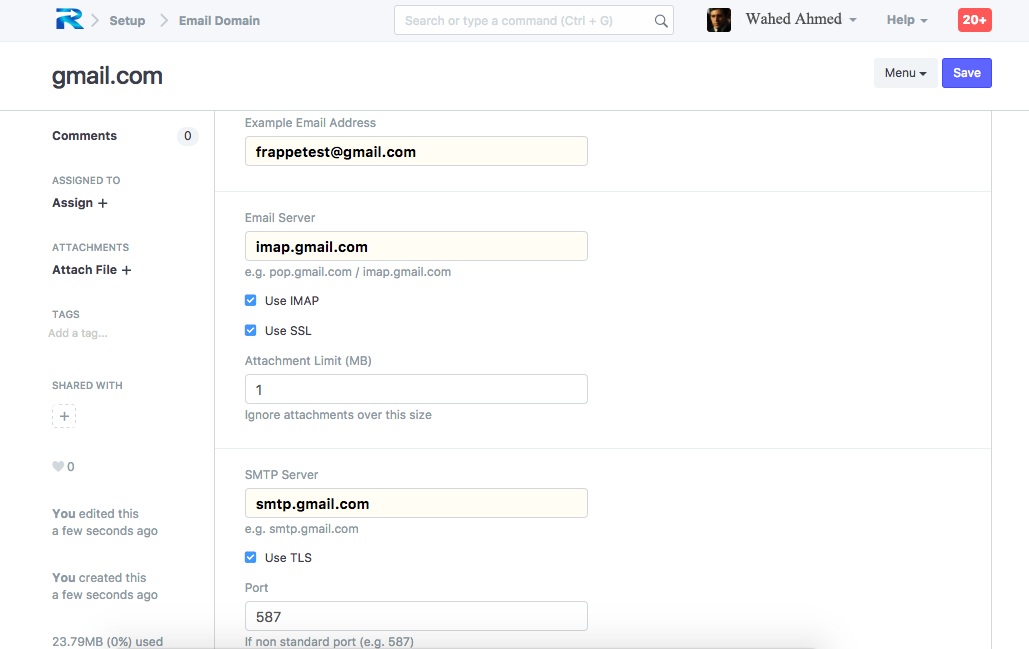 Setup
Email Domain
Search or type a command (Ctrl + G)
Wahed Ahmed
Help
20+
gmail.com
Menu
Save
Comments
0
ASSIGNED TO
Assign +
ATTACHMENTS
Attach File +
TAGS
Add a tag...
SHARED WITH
+
0
You edited this
a few seconds ago
You created this
a few seconds ago
23.79MB (0%) used
Example Email Address
frappetest@gmail.com
Email Server
imap.gmail.com
e.g. pop.gmail.com / imap.gmail.com
Use IMAP
Use SSL
Attachment Limit (MB)
1
Ignore attachments over this size
SMTP Server
smtp.gmail.com
e.g. smtp.gmail.com
Use TLS
Port
587
If non standard port (e.g. 587)